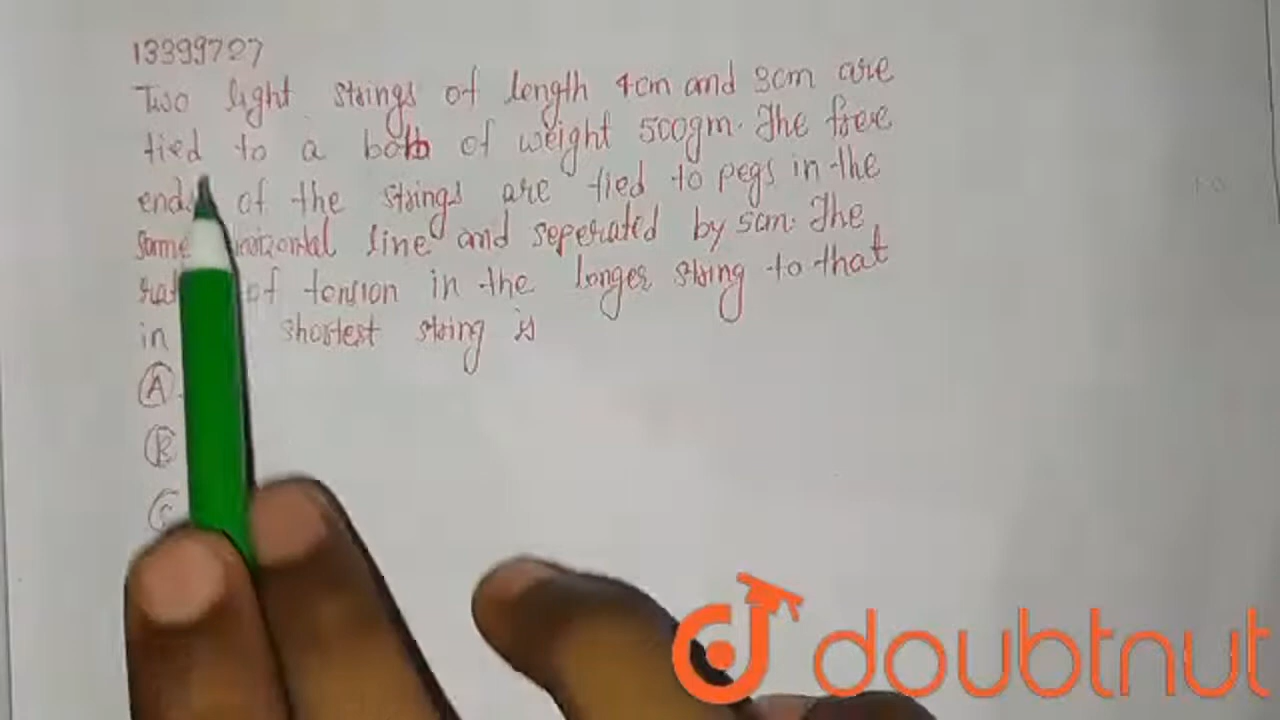 13399727
Two light strings of length 4cm and 3cm are
tied to a bob of weight 500gm. The free
end of the strings are tied to pegs in the
same horizontal line and seperated by 5cm. The
of tension in the longer string to that
in shortest string is
A
B
C
doubtnut